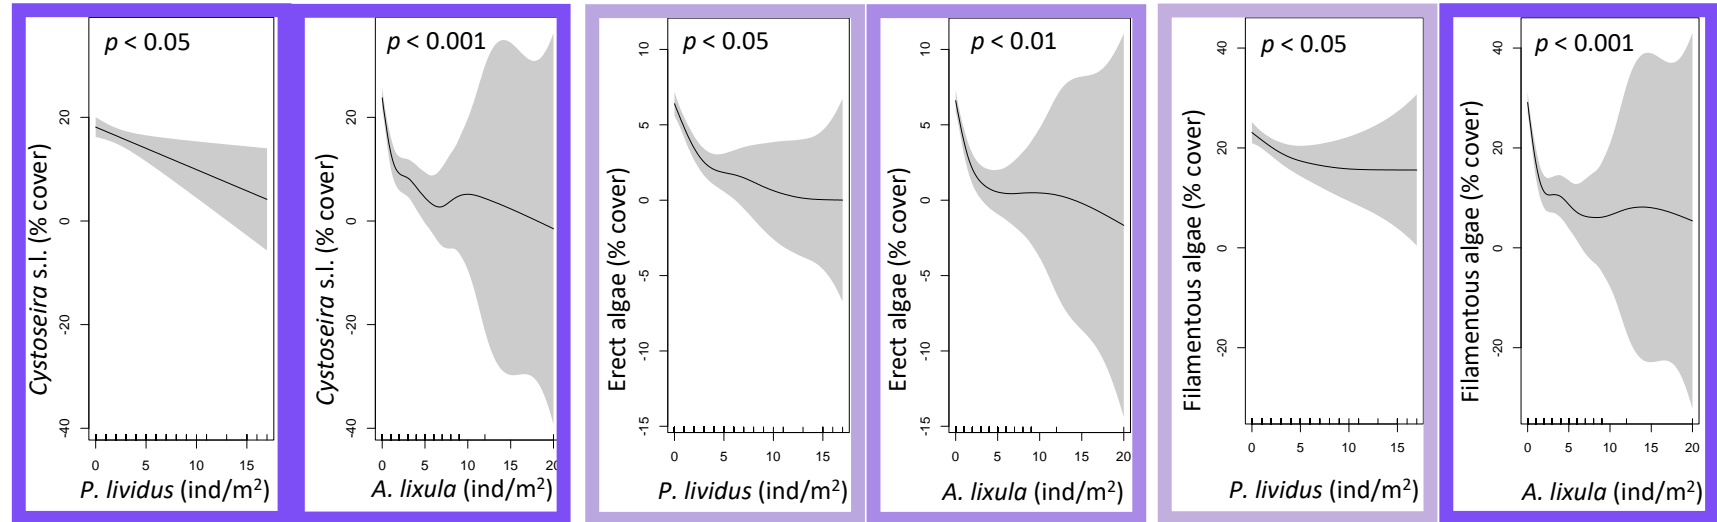 p < 0.05
Cystoseira s.l. (% cover)
20
0
-20
-40
0 5 10 15
P. lividus (ind/m²)
p < 0.001
Cystoseira s.l. (% cover)
20
0
-20
-40
0 5 10 15 20
A. lixula (ind/m²)
p < 0.05
Erect algae (% cover)
10
5
0
-5
-10
-15
0 5 10 15
P. lividus (ind/m²)
p < 0.01
Erect algae (% cover)
10
5
0
-5
-10
-15
0 5 10 15 20
A. lixula (ind/m²)
p < 0.05
Filamentous algae (% cover)
40
20
0
20
0 5 10 15
P. lividus (ind/m²)
p < 0.001
Filamentous algae (% cover)
40
20
0
-20
0 5 10 15 20
A. lixula (ind/m²)